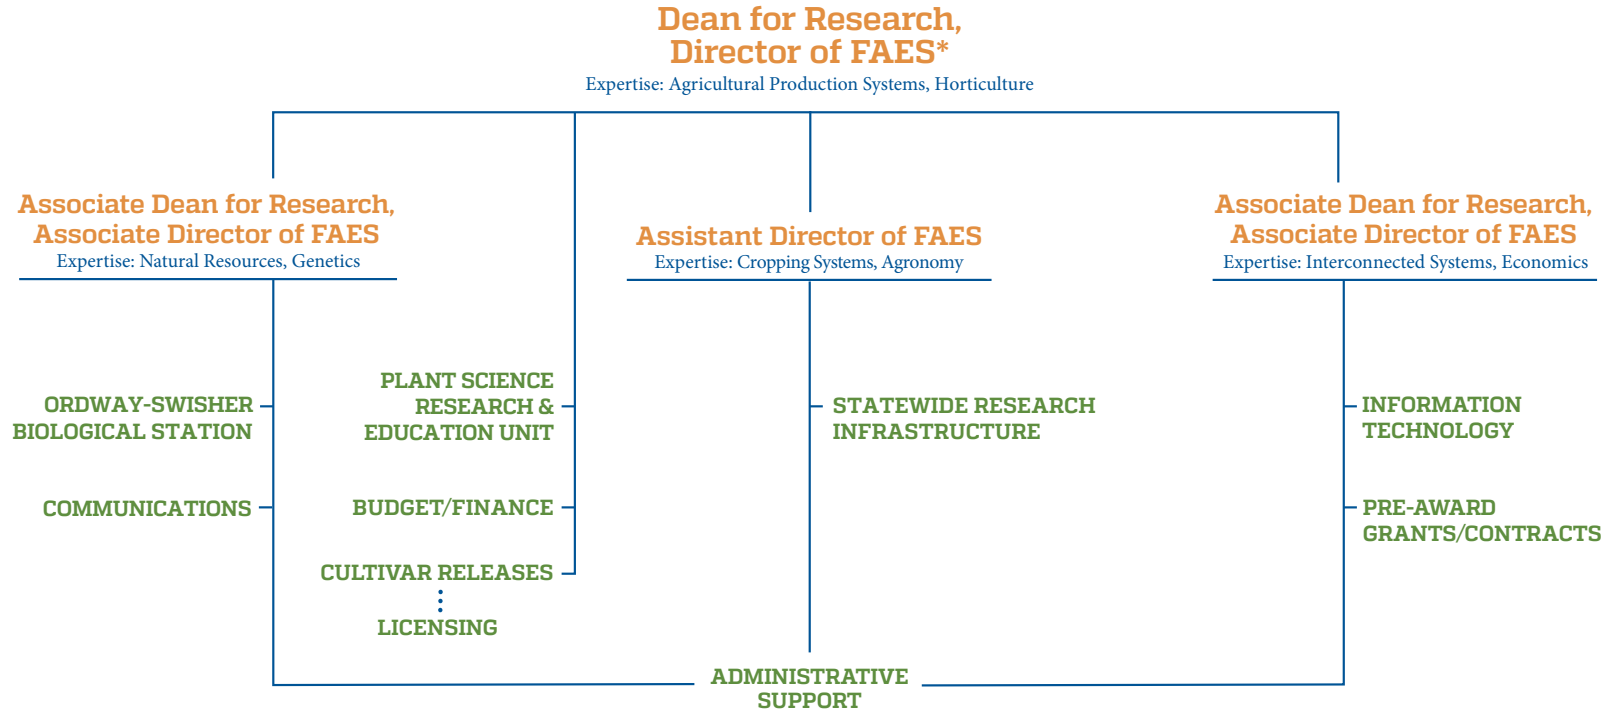 Dean for Research,
Director of FAES*
Expertise: Agricultural Production Systems, Horticulture
Associate Dean for Research,
Associate Director of FAES
Expertise: Natural Resources, Genetics
Assistant Director of FAES
Expertise: Cropping Systems, Agronomy
Associate Dean for Research,
Associate Director of FAES
Expertise: Interconnected Systems, Economics
ORDWAY-SWISHER
BIOLOGICAL STATION
COMMUNICATIONS
PLANT SCIENCE
RESEARCH &
EDUCATION UNIT
BUDGET/FINANCE
CULTIVAR RELEASES
LICENSING
STATEWIDE RESEARCH
INFRASTRUCTURE
INFORMATION
TECHNOLOGY
PRE-AWARD
GRANTS/CONTRACTS
ADMINISTRATIVE
SUPPORT